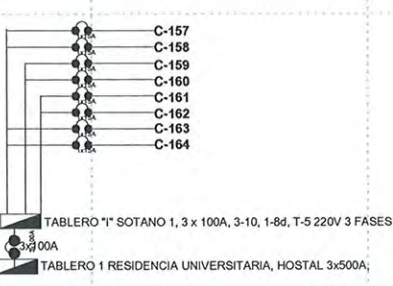 C-157
C-158
C-159
C-160
C-161
C-162
C-163
C-164
TABLERO "I" SOTANO 1, 3 x 100A, 3-10, 1-8d, T-5 220V 3 FASES
3x100A
TABLERO 1 RESIDENCIA UNIVERSITARIA, HOSTAL 3x500A,